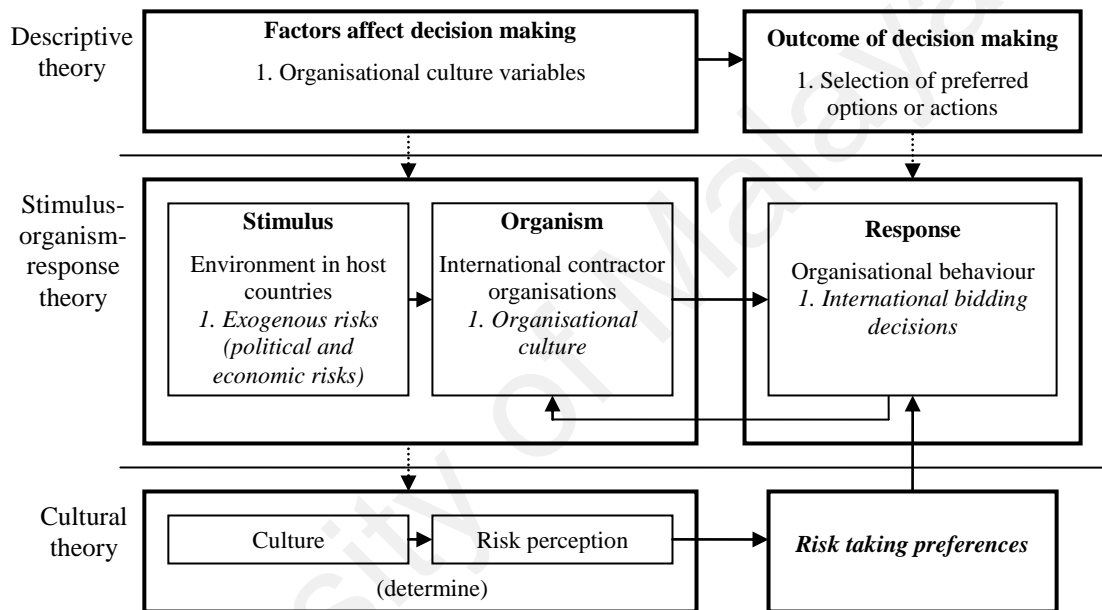 Descriptive
theory
Factors affect decision making
1. Organisational culture variables
Outcome of decision making
1. Selection of preferred
options or actions
Stimulus-
organism-
response
theory
Stimulus
Environment in host
countries
1. Exogenous risks
(political and
economic risks)
Organism
International contractor
organisations
1. Organisational
culture
Response
Organisational behaviour
1. International bidding
decisions
Cultural
theory
Culture
Risk perception
(determine)
Risk taking preferences
sity of Malaya